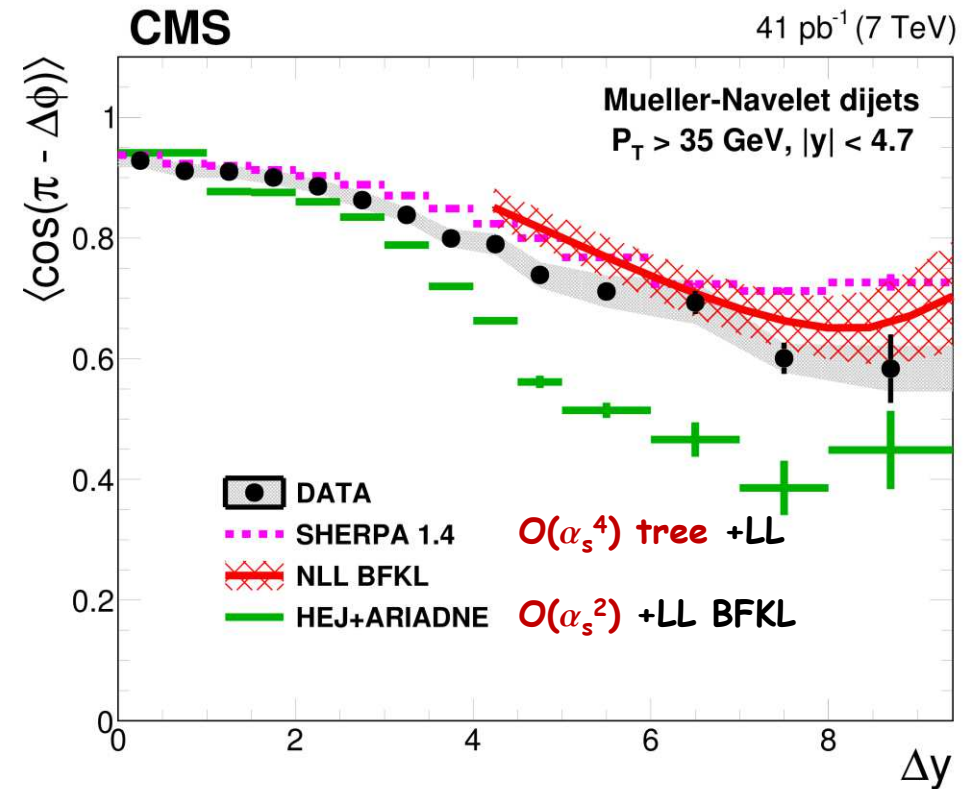 CMS
41 pb⁻¹ (7 TeV)
⟨cos(π - Δϕ)⟩
Mueller-Navelet dijets
P_T > 35 GeV, |y| < 4.7
1
0.8
0.6
0.4
0.2
0
DATA
SHERPA 1.4 O(α_s⁴) tree +LL
NLL BFKL
HEJ+ARIADNE O(α_s²) +LL BFKL
0 2 4 6 8
Δy